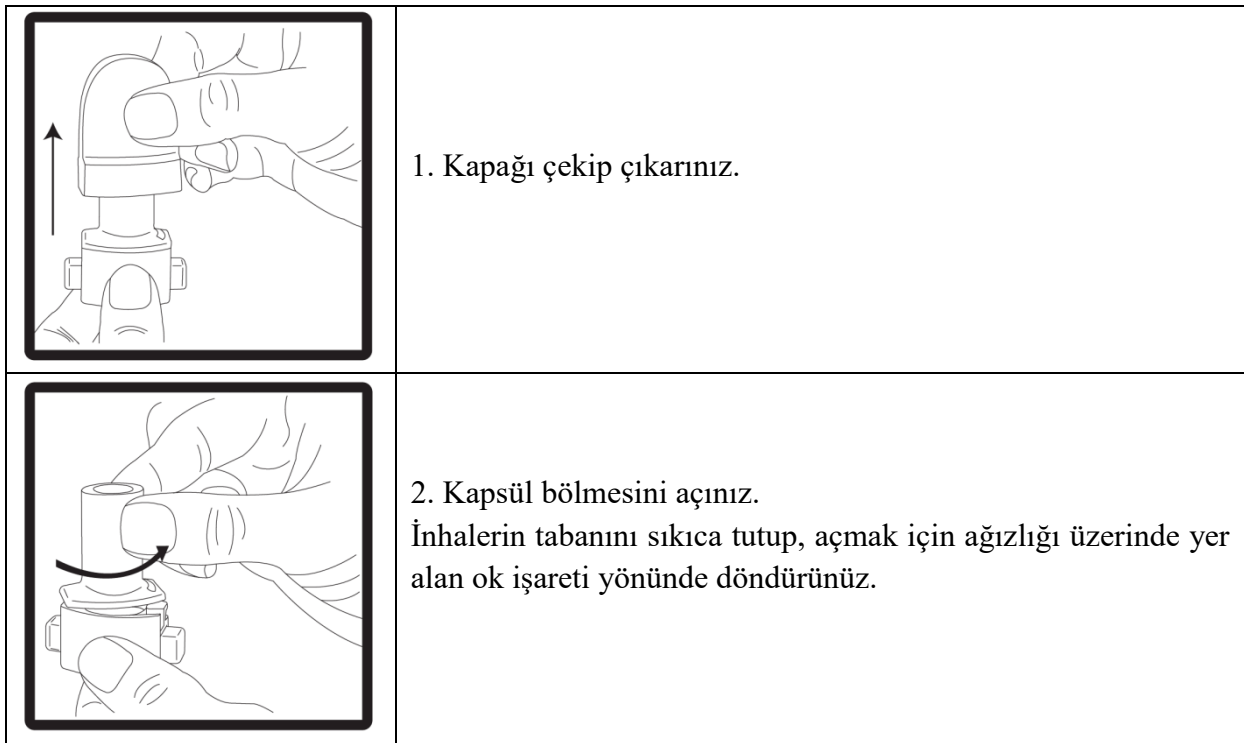 1. Kapağı çekip çıkarınız.
2. Kapsül bölmesini açınız.
İnhalerin tabanını sıkıca tutup, açmak için ağızlığı üzerinde yer
alan ok işareti yönünde döndürünüz.